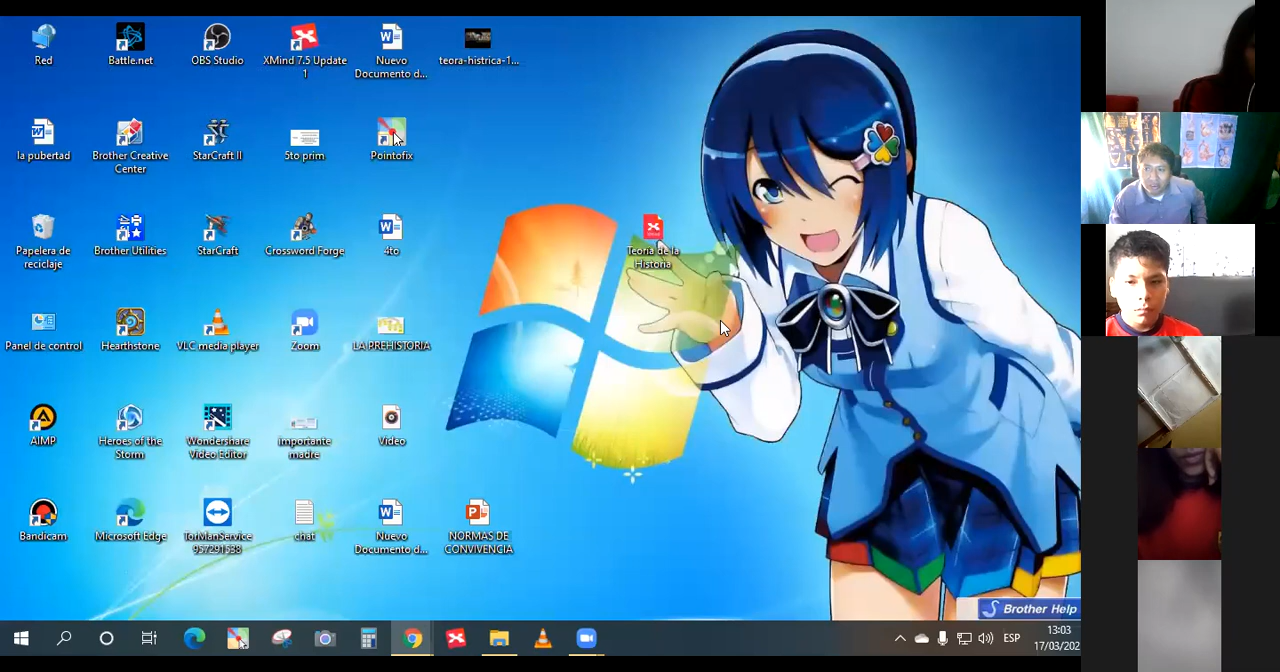 Red
Battle.net
OBS Studio
XMind 7.5 Update
1
Nuevo
Documento d...
teora-histrica-1...
la pubertad
Brother Creative
Center
StarCraft II
5to prim
Pointofix
Papelera de
reciclaje
Brother Utilities
StarCraft
Crossword Forge
4to
Teoria de la
Historia
Panel de control
Hearthstone
VLC media player
Zoom
LA PREHISTORIA
AIMP
Heroes of the
Storm
Wondershare
Video Editor
importante
madre
Video
Bandicam
Microsoft Edge
TorManService
957291538
chat
Nuevo
Documento d...
NORMAS DE
CONVIVENCIA
Brother Help
ESP
13:03
17/03/202